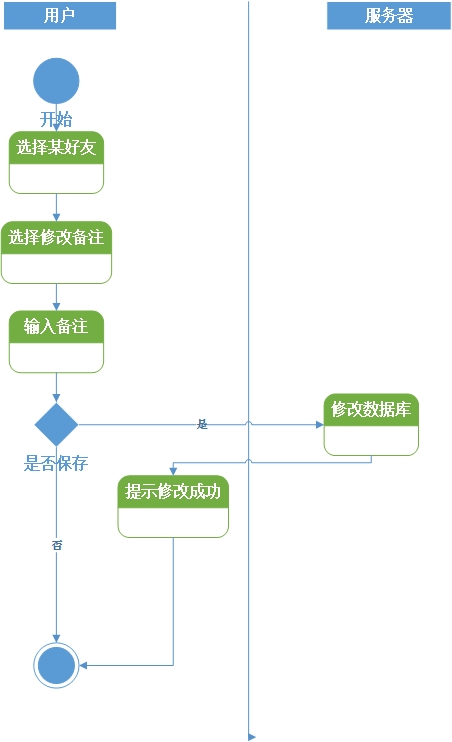 用户
服务器
开始
选择某好友
选择修改备注
输入备注
是
修改数据库
是否保存
提示修改成功
否